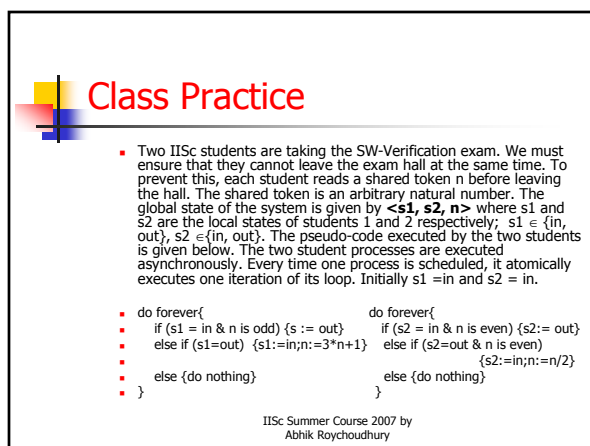 Class Practice
Two IISc students are taking the SW-Verification exam. We must
ensure that they cannot leave the exam hall at the same time. To
prevent this, each student reads a shared token n before leaving
the hall. The shared token is an arbitrary natural number. The
global state of the system is given by <s1, s2, n> where s1 and
s2 are the local states of students 1 and 2 respectively; s1 ∈ {in,
out}, s2 ∈{in, out}. The pseudo-code executed by the two students
is given below. The two student processes are executed
asynchronously. Every time one process is scheduled, it atomically
executes one iteration of its loop. Initially s1 =in and s2 = in.
do forever{ do forever{
if (s1 = in & n is odd) {s := out} if (s2 = in & n is even) {s2:= out}
else if (s1=out) {s1:=in;n:=3*n+1} else if (s2=out & n is even)
{s2:=in;n:=n/2}
else {do nothing} else {do nothing}
} }
IISc Summer Course 2007 by
Abhik Roychoudhury